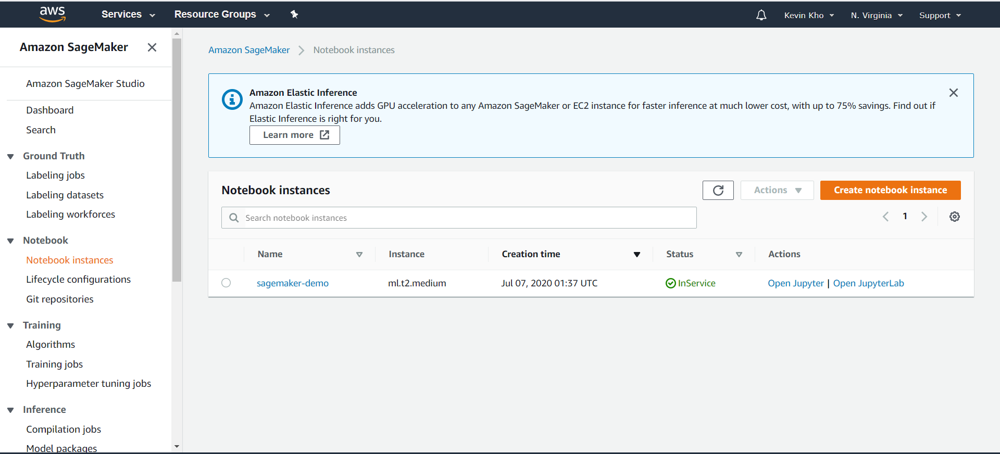 aws
Services
Resource Groups
Kevin Kho
N. Virginia
Support
Amazon SageMaker
Amazon SageMaker Studio
Dashboard
Search
Ground Truth
Labeling jobs
Labeling datasets
Labeling workforces
Notebook
Notebook instances
Lifecycle configurations
Git repositories
Training
Algorithms
Training jobs
Hyperparameter tuning jobs
Inference
Compilation jobs
Model packages
Amazon SageMaker > Notebook instances
Amazon Elastic Inference
Amazon Elastic Inference adds GPU acceleration to any Amazon SageMaker or EC2 instance for faster inference at much lower cost, with up to 75% savings. Find out if
Elastic Inference is right for you.
Learn more
Notebook instances
Actions
Create notebook instance
Search notebook instances
1
Name Instance Creation time Status Actions
sagemaker-demo ml.t2.medium Jul 07, 2020 01:37 UTC InService Open Jupyter | Open JupyterLab